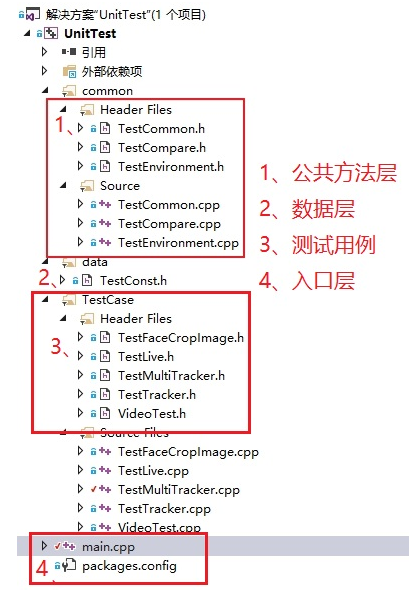 解决方案“UnitTest”(1 个项目)
UnitTest
引用
外部依赖项
common
Header Files
1、
TestCommon.h
TestCompare.h
TestEnvironment.h
Source
TestCommon.cpp
TestCompare.cpp
TestEnvironment.cpp
data
2、
TestConst.h
TestCase
Header Files
TestFaceCropImage.h
3、
TestLive.h
TestMultiTracker.h
TestTracker.h
VideoTest.h
Source Files
TestFaceCropImage.cpp
TestLive.cpp
TestMultiTracker.cpp
TestTracker.cpp
VideoTest.cpp
main.cpp
4、
packages.config
1、公共方法层
2、数据层
3、测试用例
4、入口层